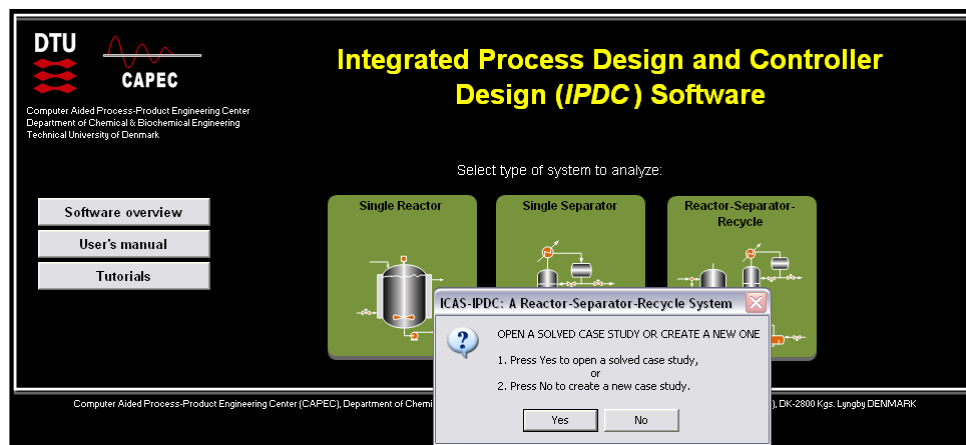 DTU
CAPEC
Computer Aided Process-Product Engineering Center
Department of Chemical & Biochemical Engineering
Technical University of Denmark
Integrated Process Design and Controller
Design (IPDC) Software
Select type of system to analyze:
Software overview
User's manual
Tutorials
Single Reactor
Single Separator
Reactor-Separator-
Recycle
ICAS-IPDC: A Reactor-Separator-Recycle System
OPEN A SOLVED CASE STUDY OR CREATE A NEW ONE
1. Press Yes to open a solved case study,
or
2. Press No to create a new case study.
Yes
No
Computer Aided Process-Product Engineering Center (CAPEC), Department of Chemi
), DK-2800 Kgs. Lyngby DENMARK